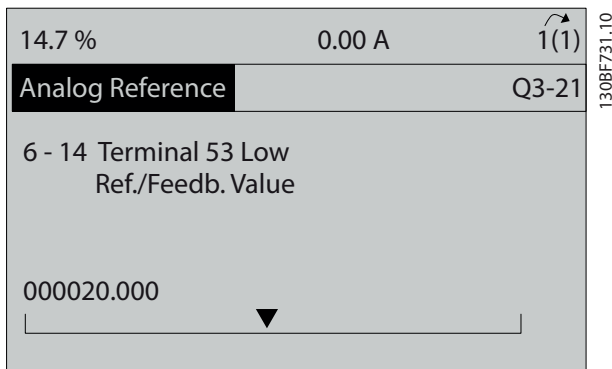 14.7 % 0.00 A 1(1)
Analog Reference Q3-21
6 - 14 Terminal 53 Low
Ref./Feedb. Value
000020.000
130BF731.10